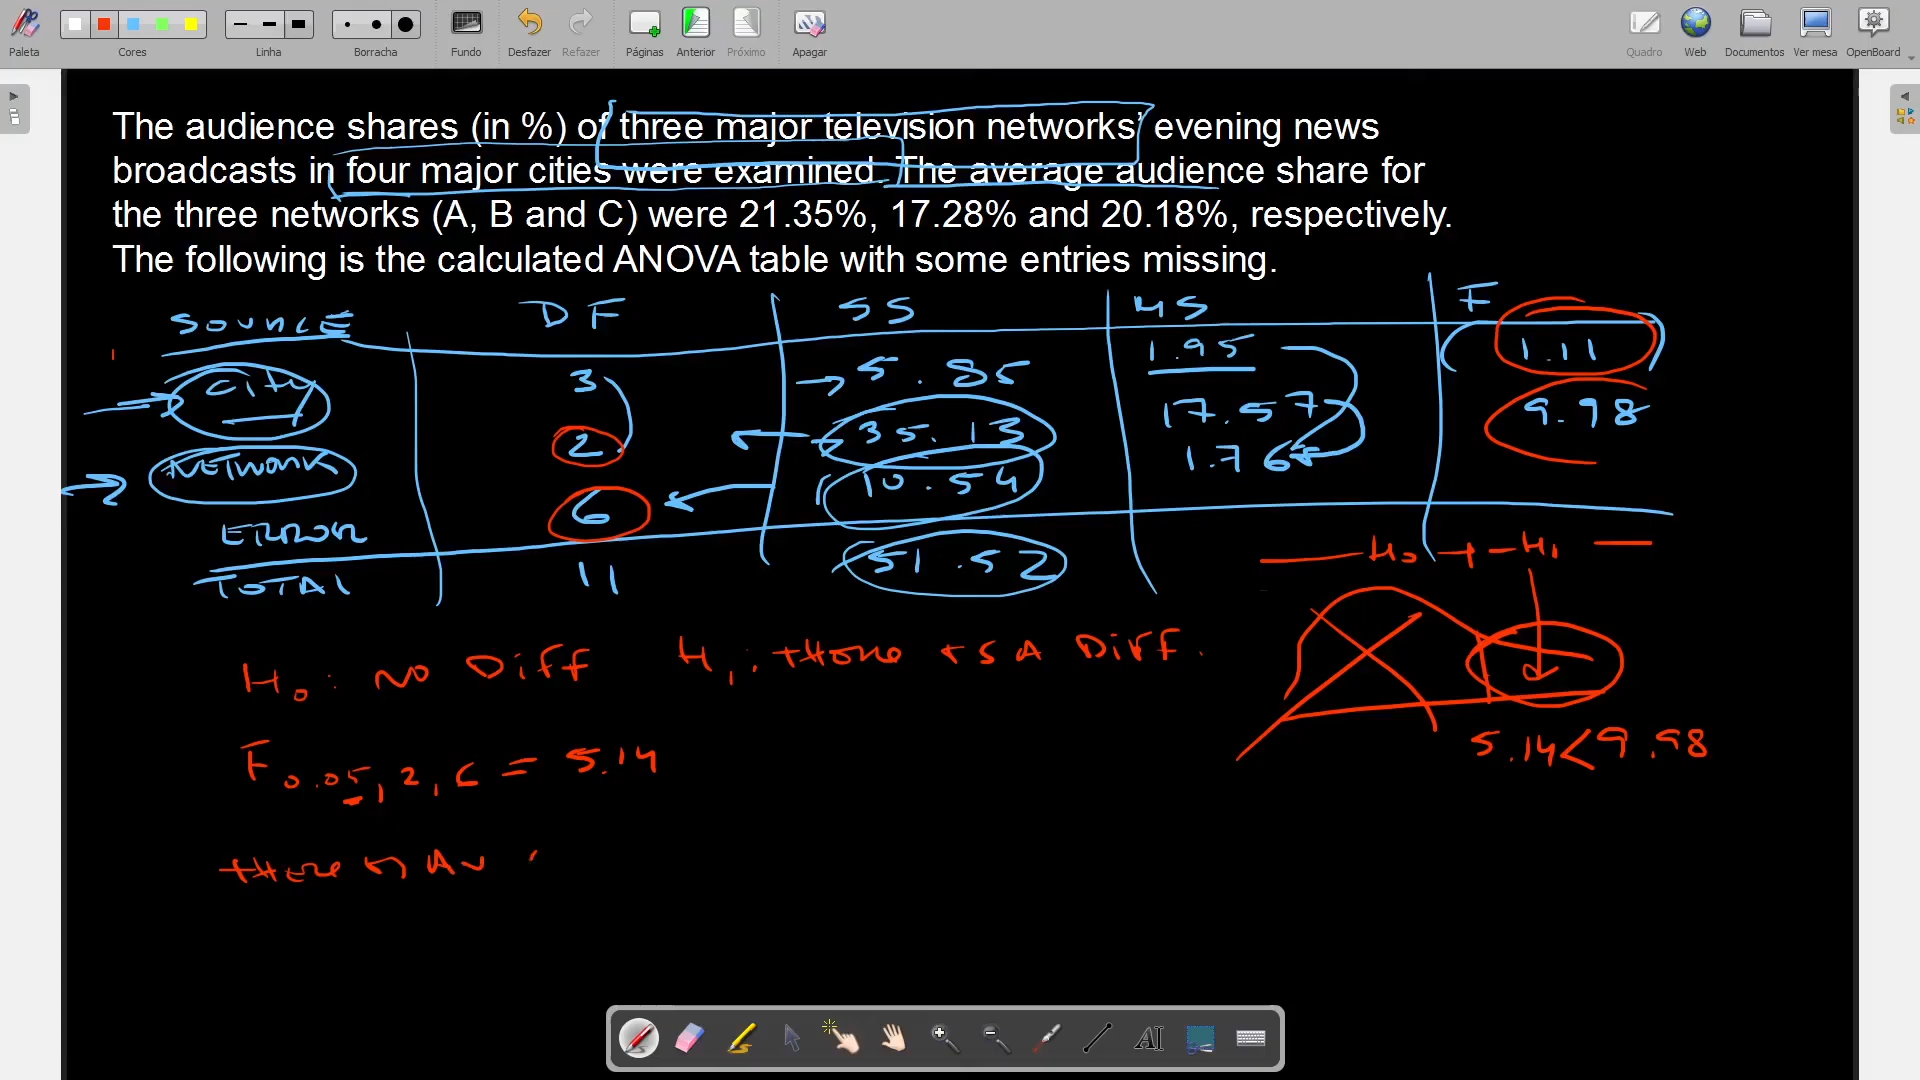 Paleta Cores Linha Borracha Fundo Desfazer Refazer Páginas Anterior Próximo Apagar Quadro Web Documentos Ver mesa OpenBoard
The audience shares (in %) of three major television networks' evening news
broadcasts in four major cities were examined. The average audience share for
the three networks (A, B and C) were 21.35%, 17.28% and 20.18%, respectively.
The following is the calculated ANOVA table with some entries missing.
SOURCE DF SS MS F
City 3 5.85 1.95 1.11
NETWORK 2 35.13 17.57 9.98
ERROR 6 10.54 1.76
TOTAL 11 51.52
H0 H1
H0: NO DIFF H1: THERE IS A DIFF.
F0.05, 2, 6 = 5.14
5.14<9.98
THERE IS AN
AI